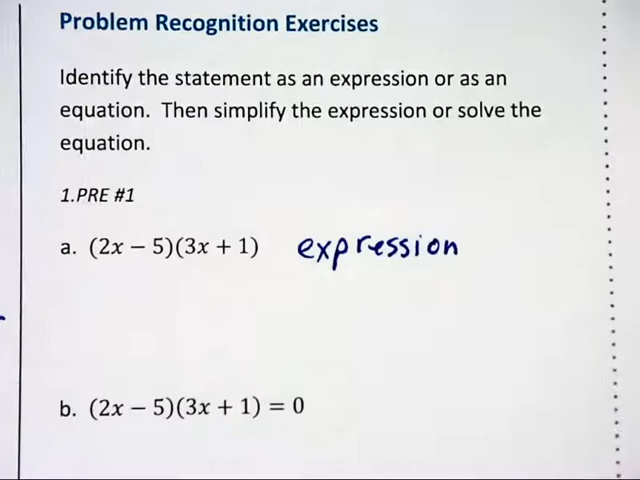 Problem Recognition Exercises
Identify the statement as an expression or as an
equation. Then simplify the expression or solve the
equation.
1.PRE #1
a. (2x − 5)(3x + 1) expression
b. (2x − 5)(3x + 1) = 0